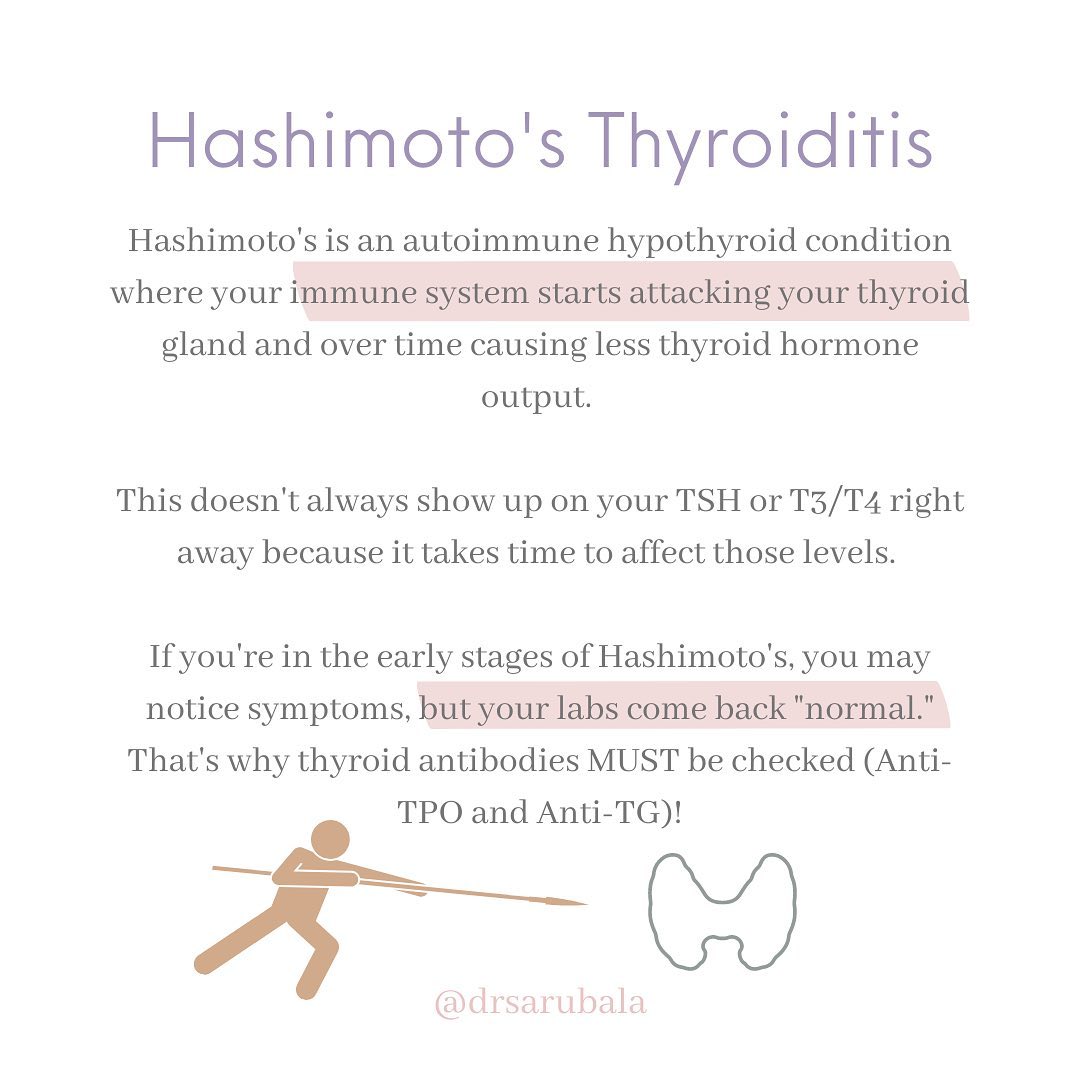 Hashimoto's Thyroiditis
Hashimoto's is an autoimmune hypothyroid condition
where your immune system starts attacking your thyroid
gland and over time causing less thyroid hormone
output.
This doesn't always show up on your TSH or T3/T4 right
away because it takes time to affect those levels.
If you're in the early stages of Hashimoto's, you may
notice symptoms, but your labs come back "normal."
That's why thyroid antibodies MUST be checked (Anti-
TPO and Anti-TG)!
@drsarubala